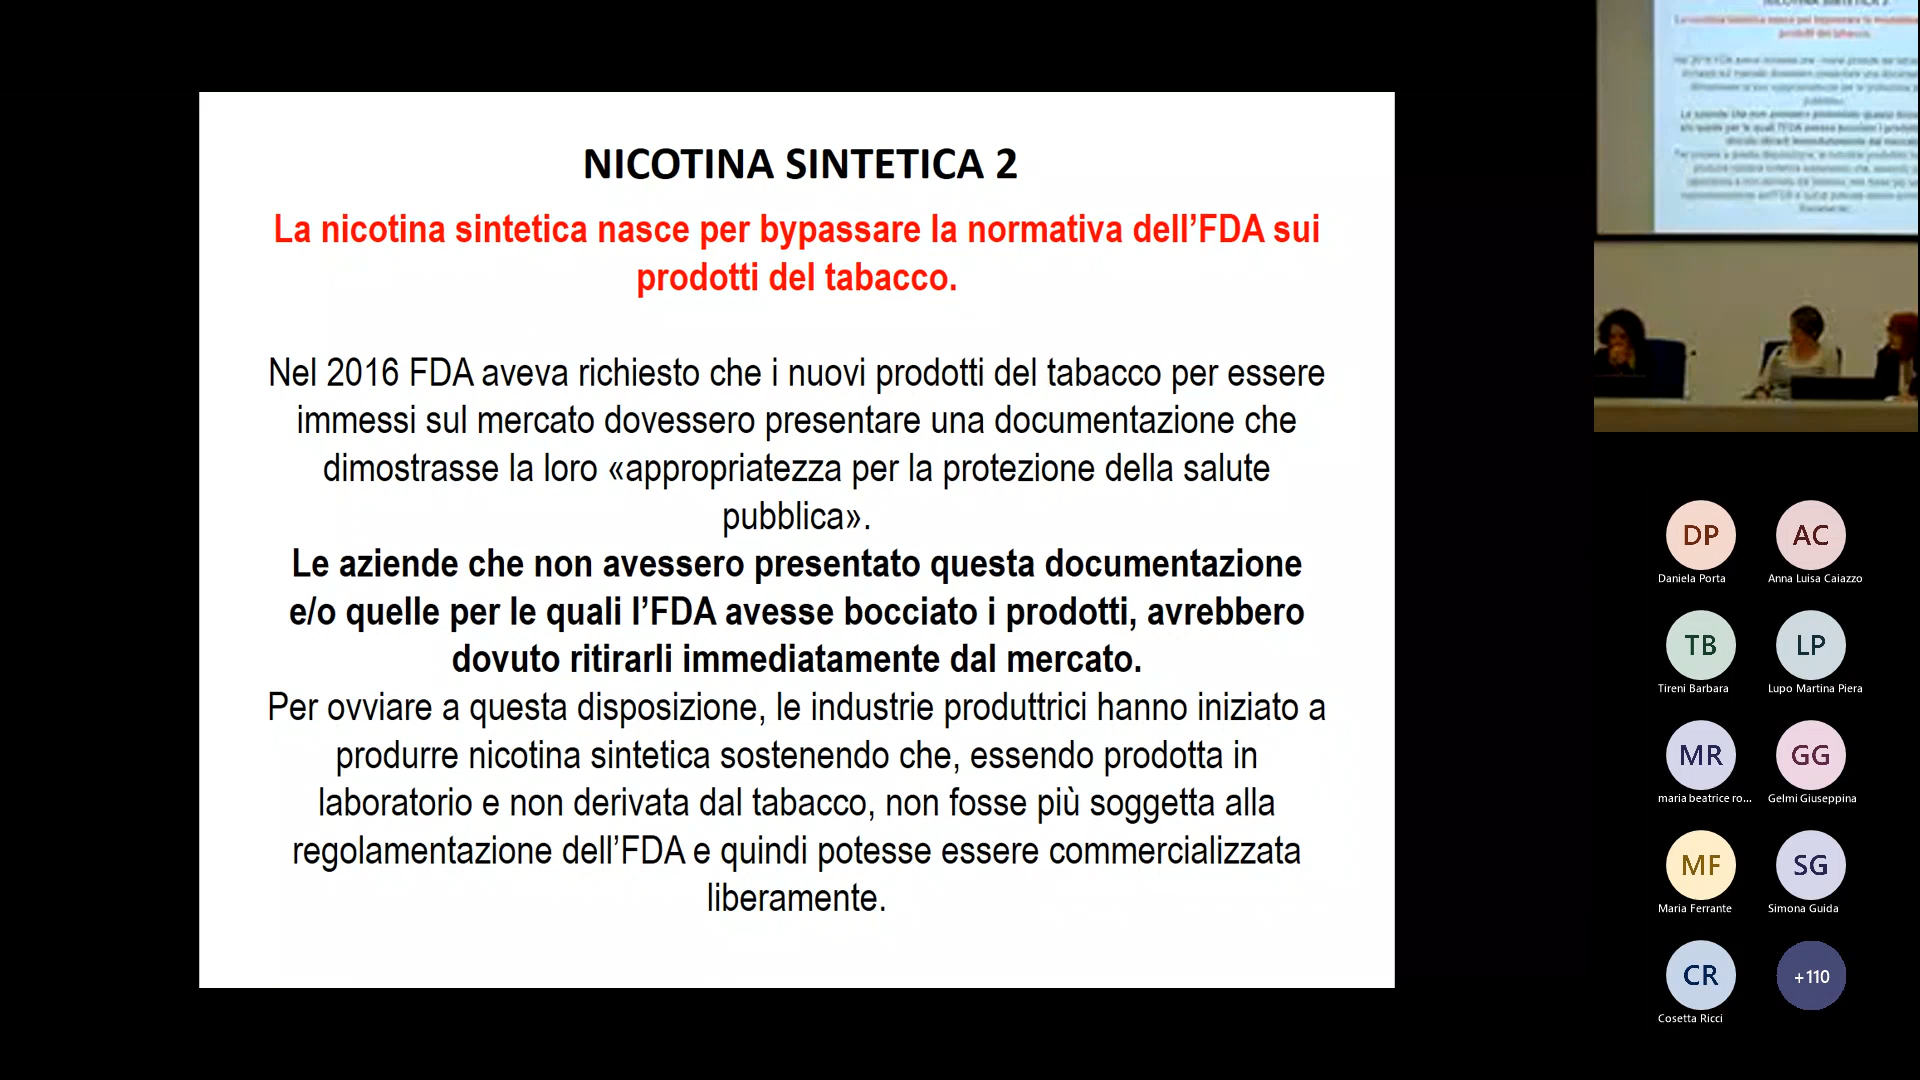 NICOTINA SINTETICA 2
La nicotina sintetica nasce per bypassare la normativa dell’FDA sui
prodotti del tabacco.
Nel 2016 FDA aveva richiesto che i nuovi prodotti del tabacco per essere
immessi sul mercato dovessero presentare una documentazione che
dimostrasse la loro «appropriatezza per la protezione della salute
pubblica».
Le aziende che non avessero presentato questa documentazione
e/o quelle per le quali l’FDA avesse bocciato i prodotti, avrebbero
dovuto ritirarli immediatamente dal mercato.
Per ovviare a questa disposizione, le industrie produttrici hanno iniziato a
produrre nicotina sintetica sostenendo che, essendo prodotta in
laboratorio e non derivata dal tabacco, non fosse più soggetta alla
regolamentazione dell’FDA e quindi potesse essere commercializzata
liberamente.
DP
Daniela Porta
AC
Anna Luisa Caiazzo
TB
Tireni Barbara
LP
Lupo Martina Piera
MR
maria beatrice ro...
GG
Gelmi Giuseppina
MF
Maria Ferrante
SG
Simona Guida
CR
Cosetta Ricci
+110